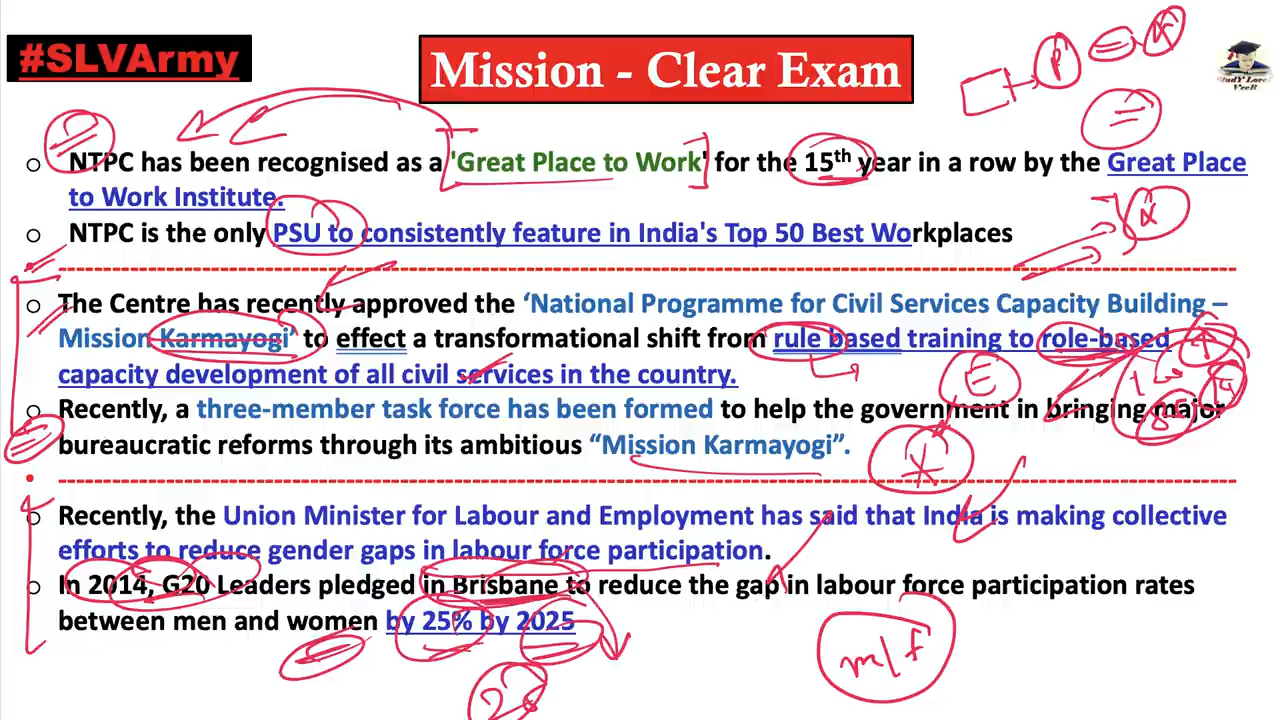 #SLVArmy
Mission - Clear Exam
StudY Lover
VeeR
NTPC has been recognised as a 'Great Place to Work' for the 15th year in a row by the Great Place
to Work Institute.
NTPC is the only PSU to consistently feature in India's Top 50 Best Workplaces
The Centre has recently approved the ‘National Programme for Civil Services Capacity Building –
Mission Karmayogi’ to effect a transformational shift from rule based training to role-based
capacity development of all civil services in the country.
Recently, a three-member task force has been formed to help the government in bringing major
bureaucratic reforms through its ambitious “Mission Karmayogi”.
Recently, the Union Minister for Labour and Employment has said that India is making collective
efforts to reduce gender gaps in labour force participation.
In 2014, G20 Leaders pledged in Brisbane to reduce the gap in labour force participation rates
between men and women by 25% by 2025
m/f